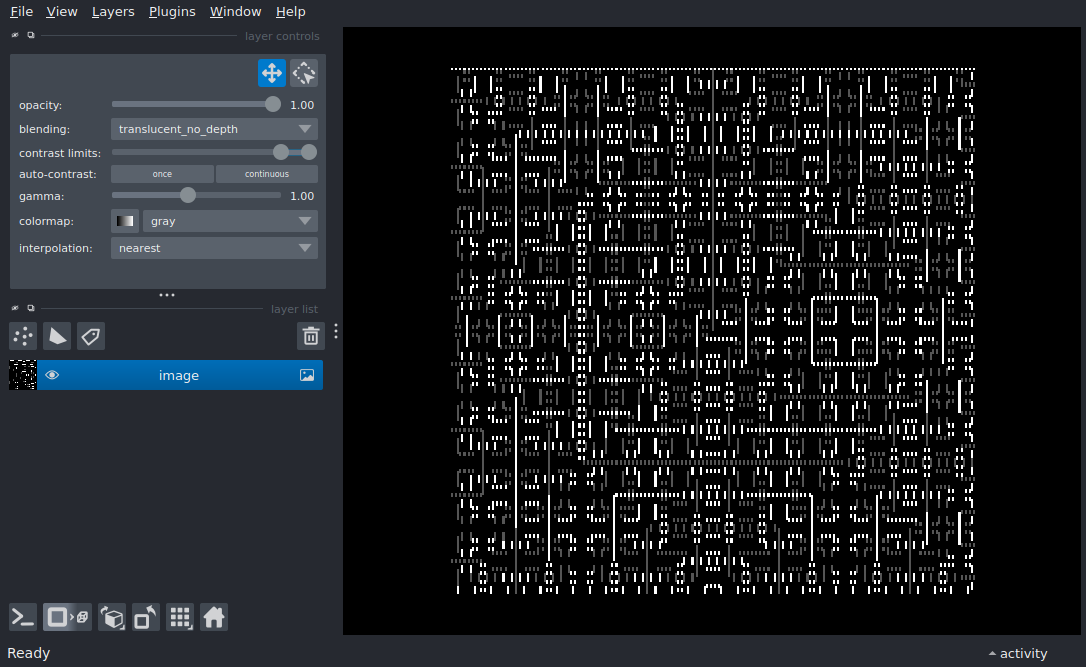 File View Layers Plugins Window Help
layer controls
opacity: 1.00
blending: translucent_no_depth
contrast limits:
auto-contrast: once continuous
gamma: 1.00
colormap: gray
interpolation: nearest
layer list
image
Ready
activity